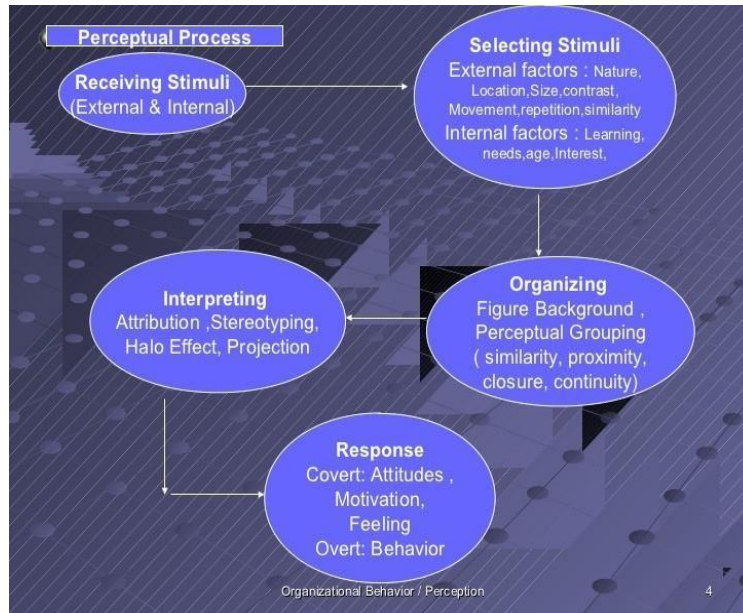 Perceptual Process
Receiving Stimuli
(External & Internal)
Selecting Stimuli
External factors : Nature,
Location,Size,contrast,
Movement,repetition,similarity
Internal factors : Learning,
needs,age,Interest,
Organizing
Figure Background ,
Perceptual Grouping
( similarity, proximity,
closure, continuity)
Interpreting
Attribution ,Stereotyping,
Halo Effect, Projection
Response
Covert: Attitudes ,
Motivation,
Feeling
Overt: Behavior
Organizational Behavior / Perception
4